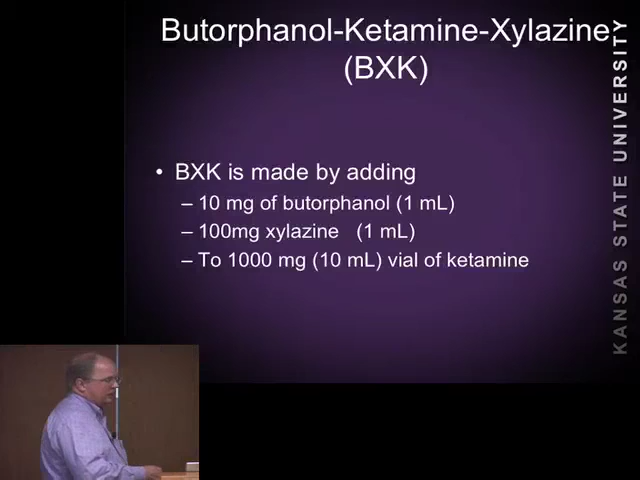 Butorphanol-Ketamine-Xylazine
(BXK)
• BXK is made by adding
– 10 mg of butorphanol (1 mL)
– 100mg xylazine (1 mL)
– To 1000 mg (10 mL) vial of ketamine
KANSAS STATE UNIVERSITY